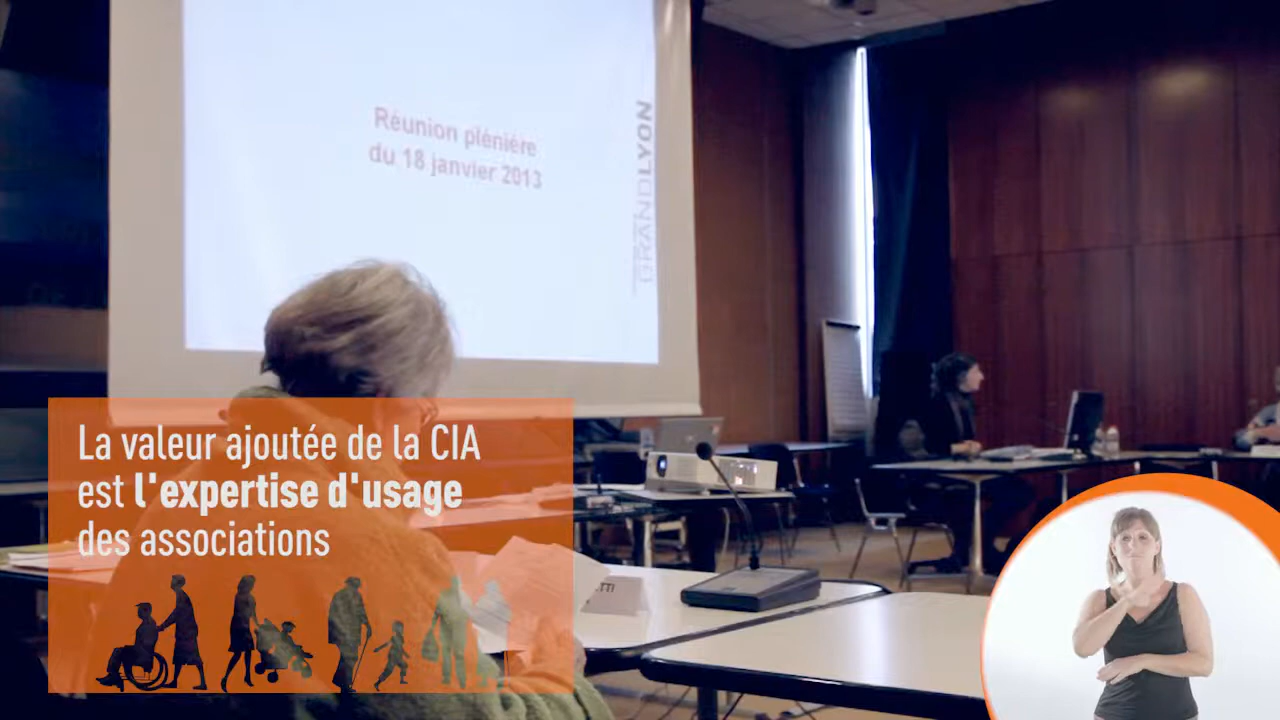 Réunion plénière
du 18 janvier 2013
GRANDLYON
La valeur ajoutée de la CIA
est l'expertise d'usage
des associations